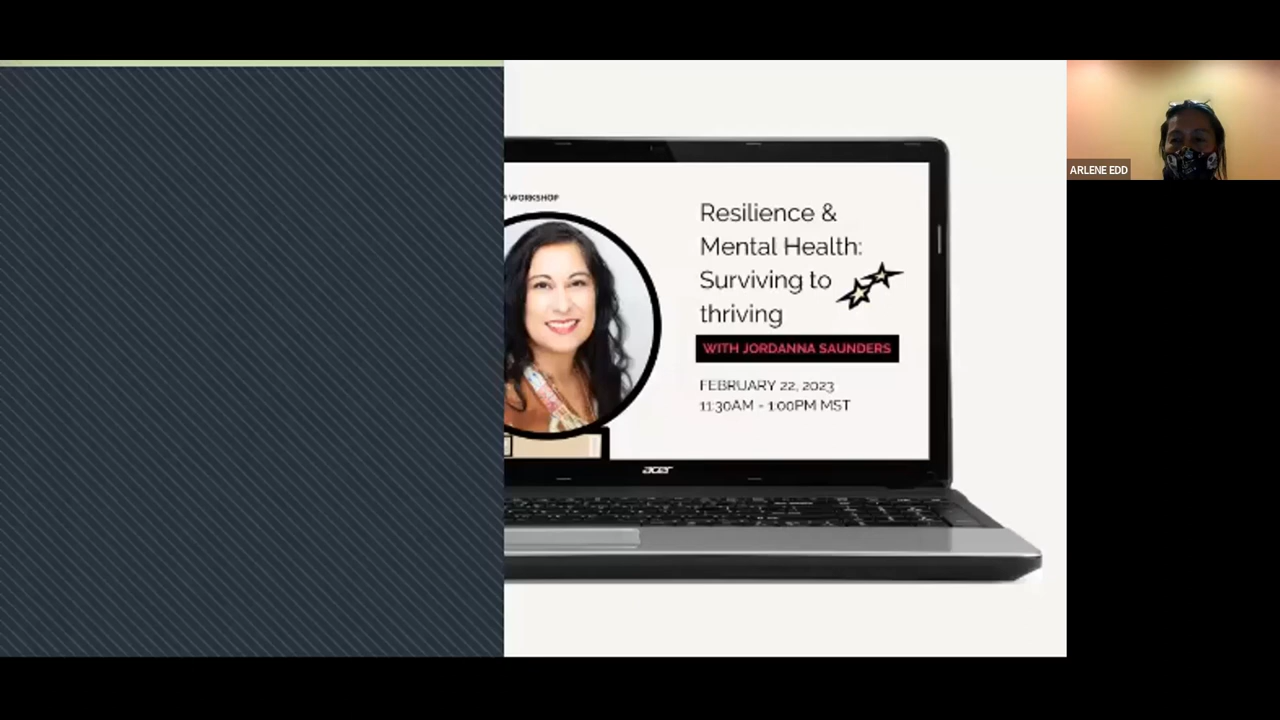 WORKSHOP
Resilience &
Mental Health:
Surviving to
thriving
WITH JORDANNA SAUNDERS
FEBRUARY 22, 2023
11:30AM - 1:00PM MST
acer
ARLENE EDD